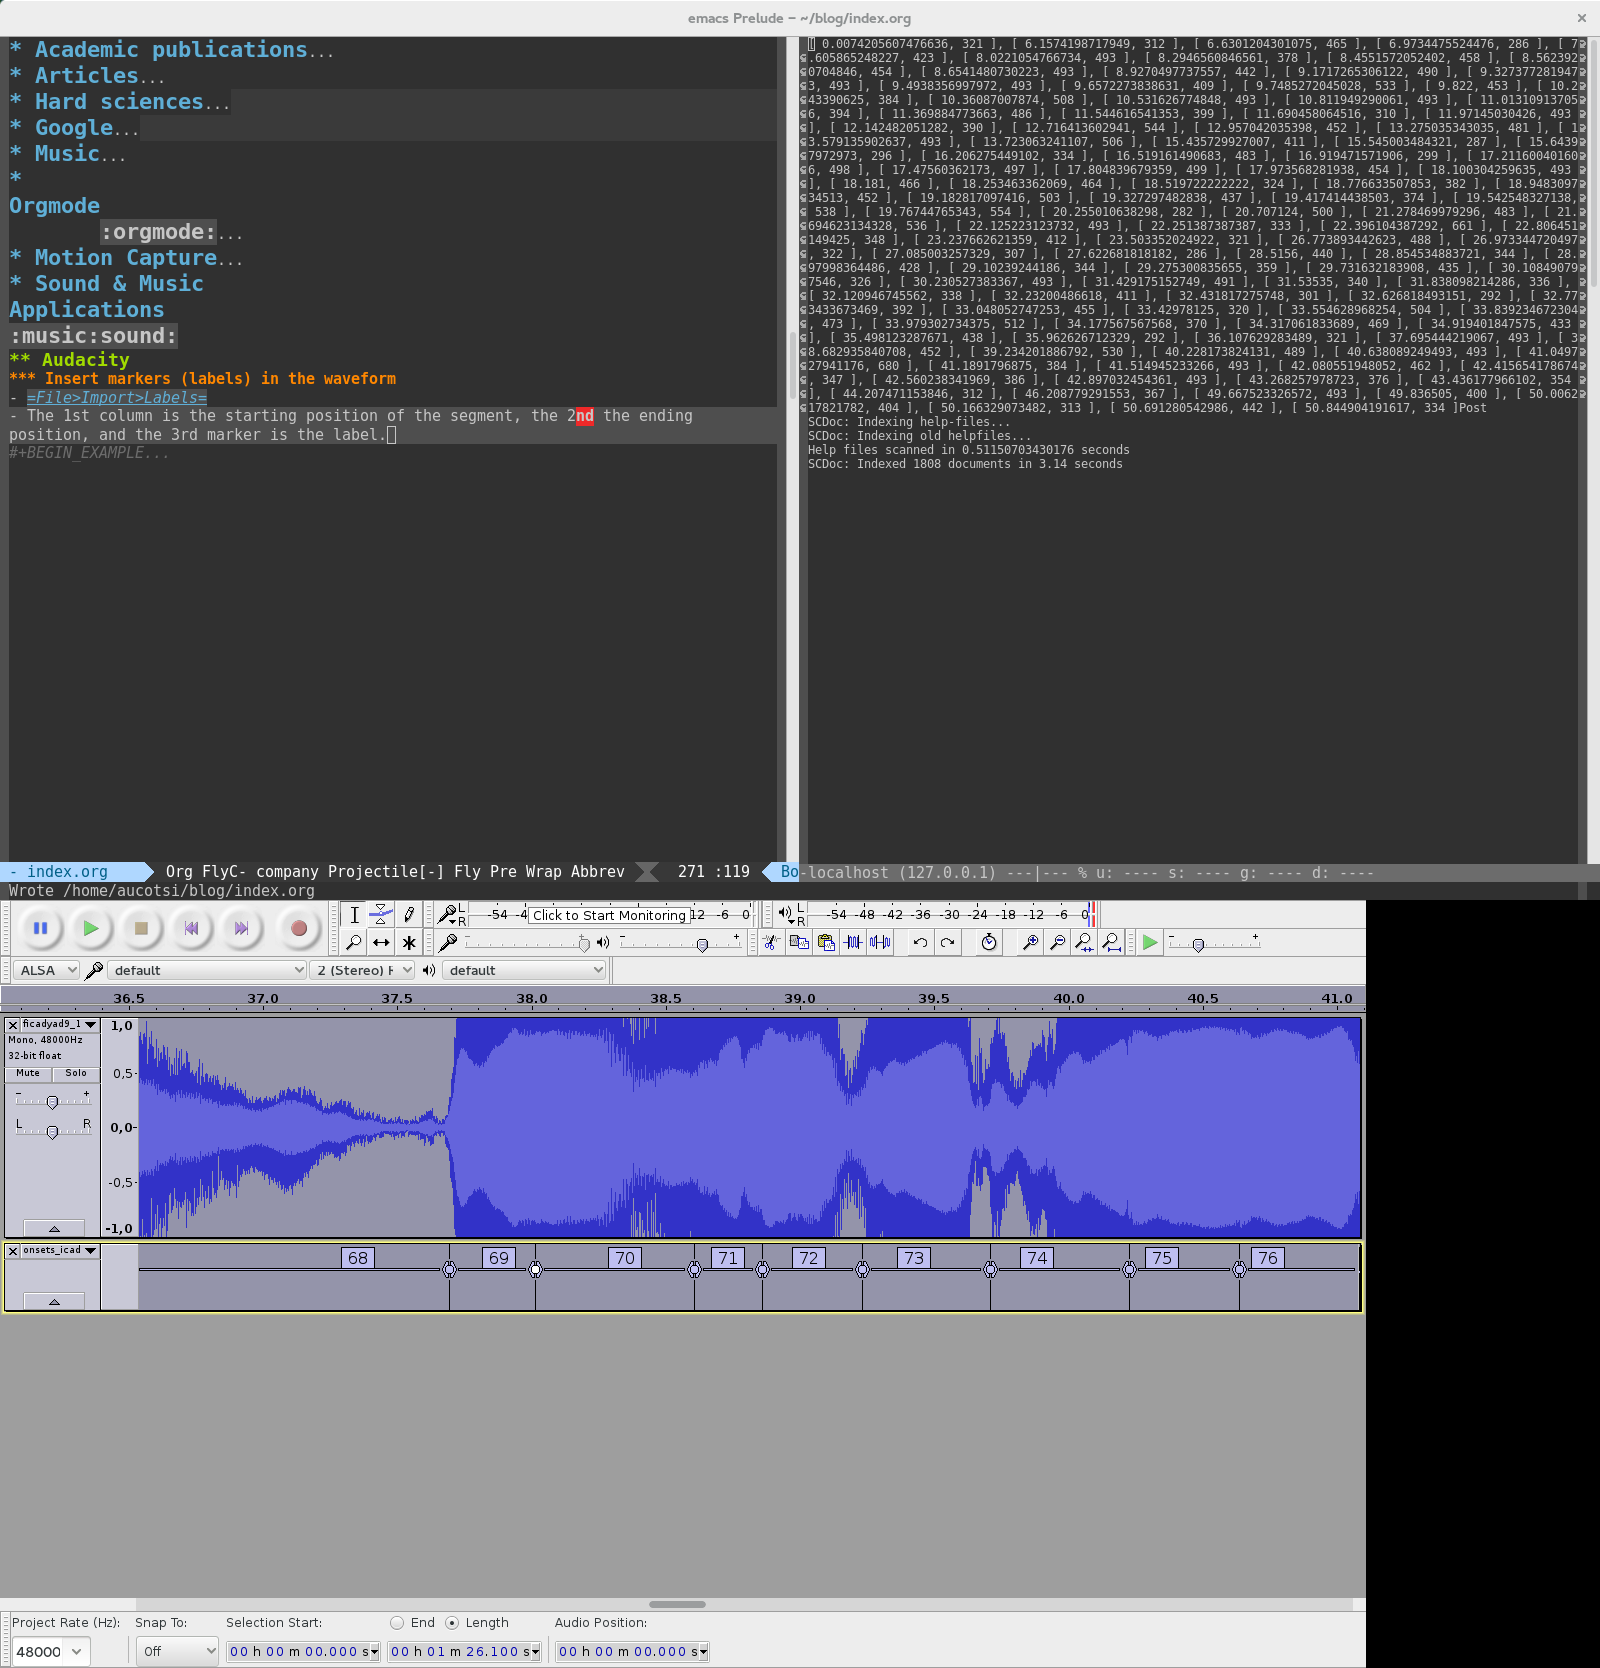 emacs Prelude – ~/blog/index.org
* Academic publications...
* Articles...
* Hard sciences...
* Google...
* Music...
*
Orgmode
:orgmode:...
* Motion Capture...
* Sound & Music
Applications
:music:sound:
** Audacity
*** Insert markers (labels) in the waveform
- =File>Import>Labels=
- The 1st column is the starting position of the segment, the 2nd the ending
position, and the 3rd marker is the label.
#+BEGIN_EXAMPLE...
[ 0.0074205607476636, 321 ], [ 6.1574198717949, 312 ], [ 6.6301204301075, 465 ], [ 6.9734475524476, 286 ], [ 7
.605865248227, 423 ], [ 8.0221054766734, 493 ], [ 8.2946560846561, 378 ], [ 8.4551572052402, 458 ], [ 8.562392
0704846, 454 ], [ 8.6541480730223, 493 ], [ 8.9270497737557, 442 ], [ 9.1717265306122, 490 ], [ 9.327377281947
3, 493 ], [ 9.4938356997972, 493 ], [ 9.6572273838631, 409 ], [ 9.7485272045028, 533 ], [ 9.822, 453 ], [ 10.2
43390625, 384 ], [ 10.36087007874, 508 ], [ 10.531626774848, 493 ], [ 10.811949290061, 493 ], [ 11.01310913705
6, 394 ], [ 11.369884773663, 486 ], [ 11.544616541353, 399 ], [ 11.690458064516, 310 ], [ 11.97145030426, 493
], [ 12.142482051282, 390 ], [ 12.716413602941, 544 ], [ 12.957042035398, 452 ], [ 13.275035343035, 481 ], [ 1
3.579135902637, 493 ], [ 13.723063241107, 506 ], [ 15.435729927007, 411 ], [ 15.545003484321, 287 ], [ 15.6439
7972973, 296 ], [ 16.206275449102, 334 ], [ 16.519161490683, 483 ], [ 16.919471571906, 299 ], [ 17.21160040160
6, 498 ], [ 17.47560362173, 497 ], [ 17.804839679359, 499 ], [ 17.973568281938, 454 ], [ 18.100304259635, 493
], [ 18.181, 466 ], [ 18.253463362069, 464 ], [ 18.519722222222, 324 ], [ 18.776633507853, 382 ], [ 18.9483097
34513, 452 ], [ 19.182817097416, 503 ], [ 19.327297482838, 437 ], [ 19.417414438503, 374 ], [ 19.542548327138,
538 ], [ 19.76744765343, 554 ], [ 20.255010638298, 282 ], [ 20.707124, 500 ], [ 21.278469979296, 483 ], [ 21.
694623134328, 536 ], [ 22.125223123732, 493 ], [ 22.251387387387, 333 ], [ 22.396104387292, 661 ], [ 22.806451
149425, 348 ], [ 23.237662621359, 412 ], [ 23.503352024922, 321 ], [ 26.773893442623, 488 ], [ 26.973344720497
, 322 ], [ 27.085003257329, 307 ], [ 27.622681818182, 286 ], [ 28.5156, 440 ], [ 28.854534883721, 344 ], [ 28.
97998364486, 428 ], [ 29.10239244186, 344 ], [ 29.275300835655, 359 ], [ 29.731632183908, 435 ], [ 30.10849079
7546, 326 ], [ 30.230527383367, 493 ], [ 31.429175152749, 491 ], [ 31.53535, 340 ], [ 31.838098214286, 336 ],
[ 32.120946745562, 338 ], [ 32.23200486618, 411 ], [ 32.431817275748, 301 ], [ 32.626818493151, 292 ], [ 32.77
3433673469, 392 ], [ 33.048052747253, 455 ], [ 33.42978125, 320 ], [ 33.554628968254, 504 ], [ 33.839234672304
, 473 ], [ 33.979302734375, 512 ], [ 34.177567567568, 370 ], [ 34.317061833689, 469 ], [ 34.919401847575, 433
], [ 35.498123287671, 438 ], [ 35.962626712329, 292 ], [ 36.107629283489, 321 ], [ 37.695444219067, 493 ], [ 3
8.682935840708, 452 ], [ 39.234201886792, 530 ], [ 40.228173824131, 489 ], [ 40.638089249493, 493 ], [ 41.0497
27941176, 680 ], [ 41.1891796875, 384 ], [ 41.514945233266, 493 ], [ 42.080551948052, 462 ], [ 42.415654178674
, 347 ], [ 42.560238341969, 386 ], [ 42.897032454361, 493 ], [ 43.268257978723, 376 ], [ 43.436177966102, 354
], [ 44.207471153846, 312 ], [ 46.208779291553, 367 ], [ 49.667523326572, 493 ], [ 49.836505, 400 ], [ 50.0062
17821782, 404 ], [ 50.166329073482, 313 ], [ 50.691280542986, 442 ], [ 50.844904191617, 334 ]Post
SCDoc: Indexing help-files...
SCDoc: Indexing old helpfiles...
Help files scanned in 0.51150703430176 seconds
SCDoc: Indexed 1808 documents in 3.14 seconds
- index.org Org FlyC- company Projectile[-] Fly Pre Wrap Abbrev 271 :119 Bo-localhost (127.0.0.1) ---|--- % u: ---- s: ---- g: ---- d: ----
Wrote /home/aucotsi/blog/index.org
L R -54 -4 Click to Start Monitoring 12 -6 0 L R -54 -48 -42 -36 -30 -24 -18 -12 -6 0
ALSA default 2 (Stereo) default
36.5 37.0 37.5 38.0 38.5 39.0 39.5 40.0 40.5 41.0
ficadyad9_1
Mono, 48000Hz
32-bit float
Mute Solo
- +
L R
1,0
0,5-
0,0-
-0,5-
-1,0
onsets_icad
68 69 70 71 72 73 74 75 76
Project Rate (Hz): Snap To: Selection Start: End Length Audio Position:
48000 Off 00 h 00 m 00.000 s 00 h 01 m 26.100 s 00 h 00 m 00.000 s